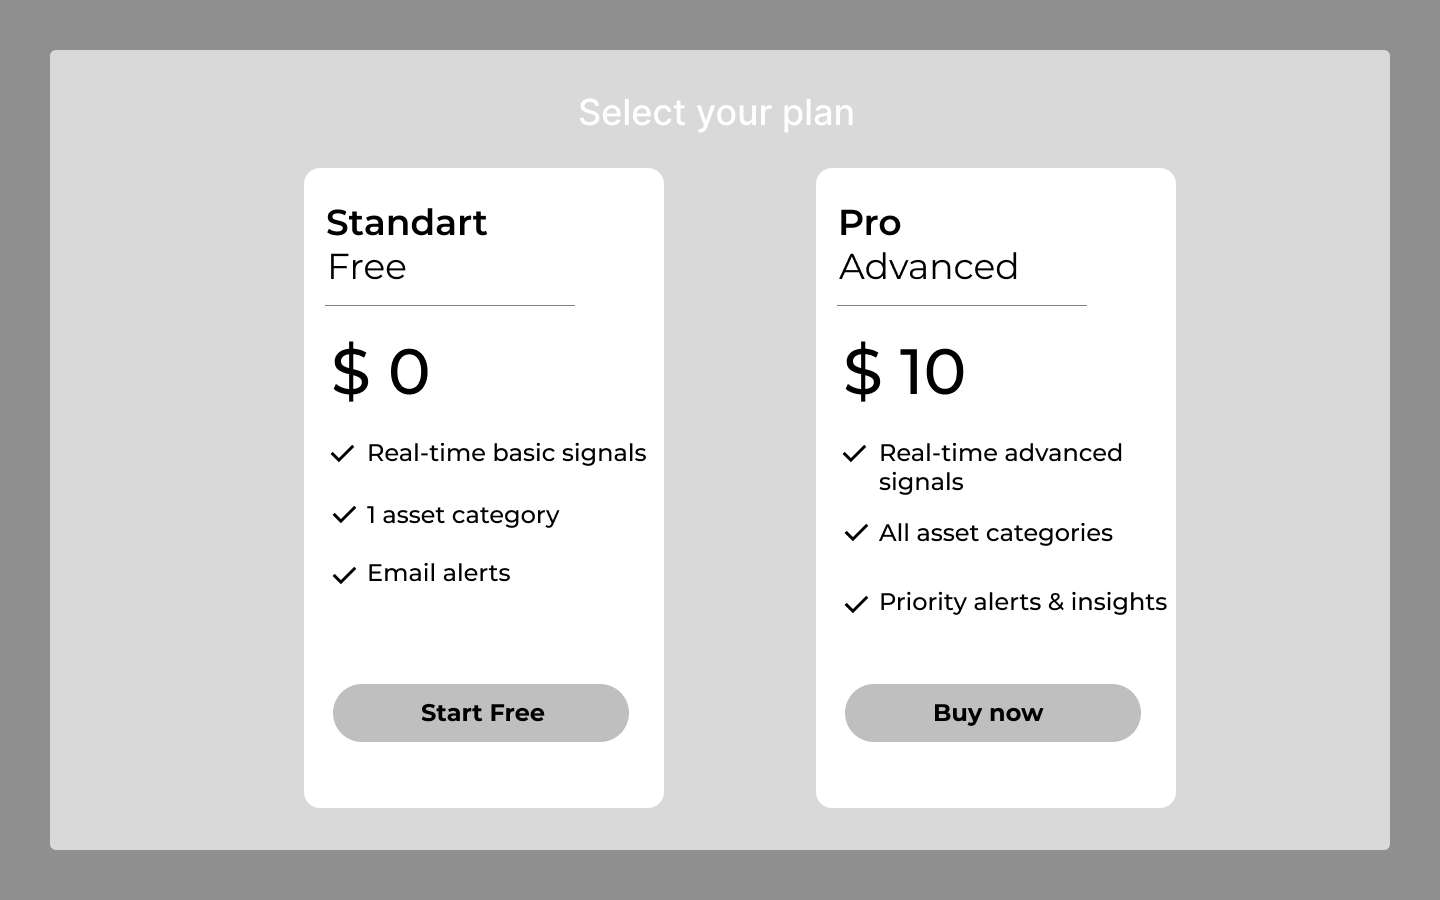 Select your plan
Standart
Free
$ 0
Real-time basic signals
1 asset category
Email alerts
Start Free
Pro
Advanced
$ 10
Real-time advanced
signals
All asset categories
Priority alerts & insights
Buy now